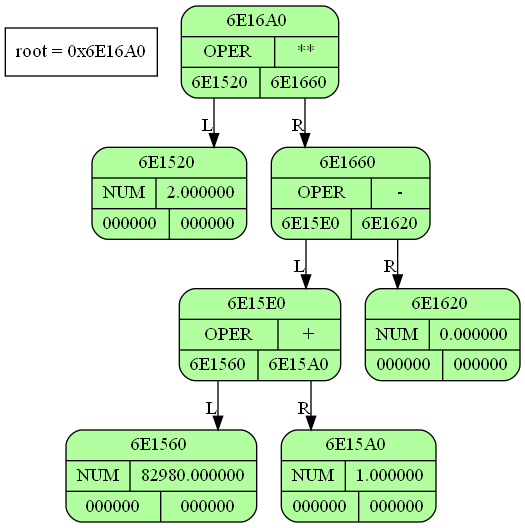 root = 0x6E16A0
6E16A0
OPER **
6E1520 6E1660
L R
6E1520
NUM 2.000000
000000 000000
6E1660
OPER -
6E15E0 6E1620
L R
6E15E0
OPER +
6E1560 6E15A0
6E1620
NUM 0.000000
000000 000000
L R
6E1560
NUM 82980.000000
000000 000000
6E15A0
NUM 1.000000
000000 000000